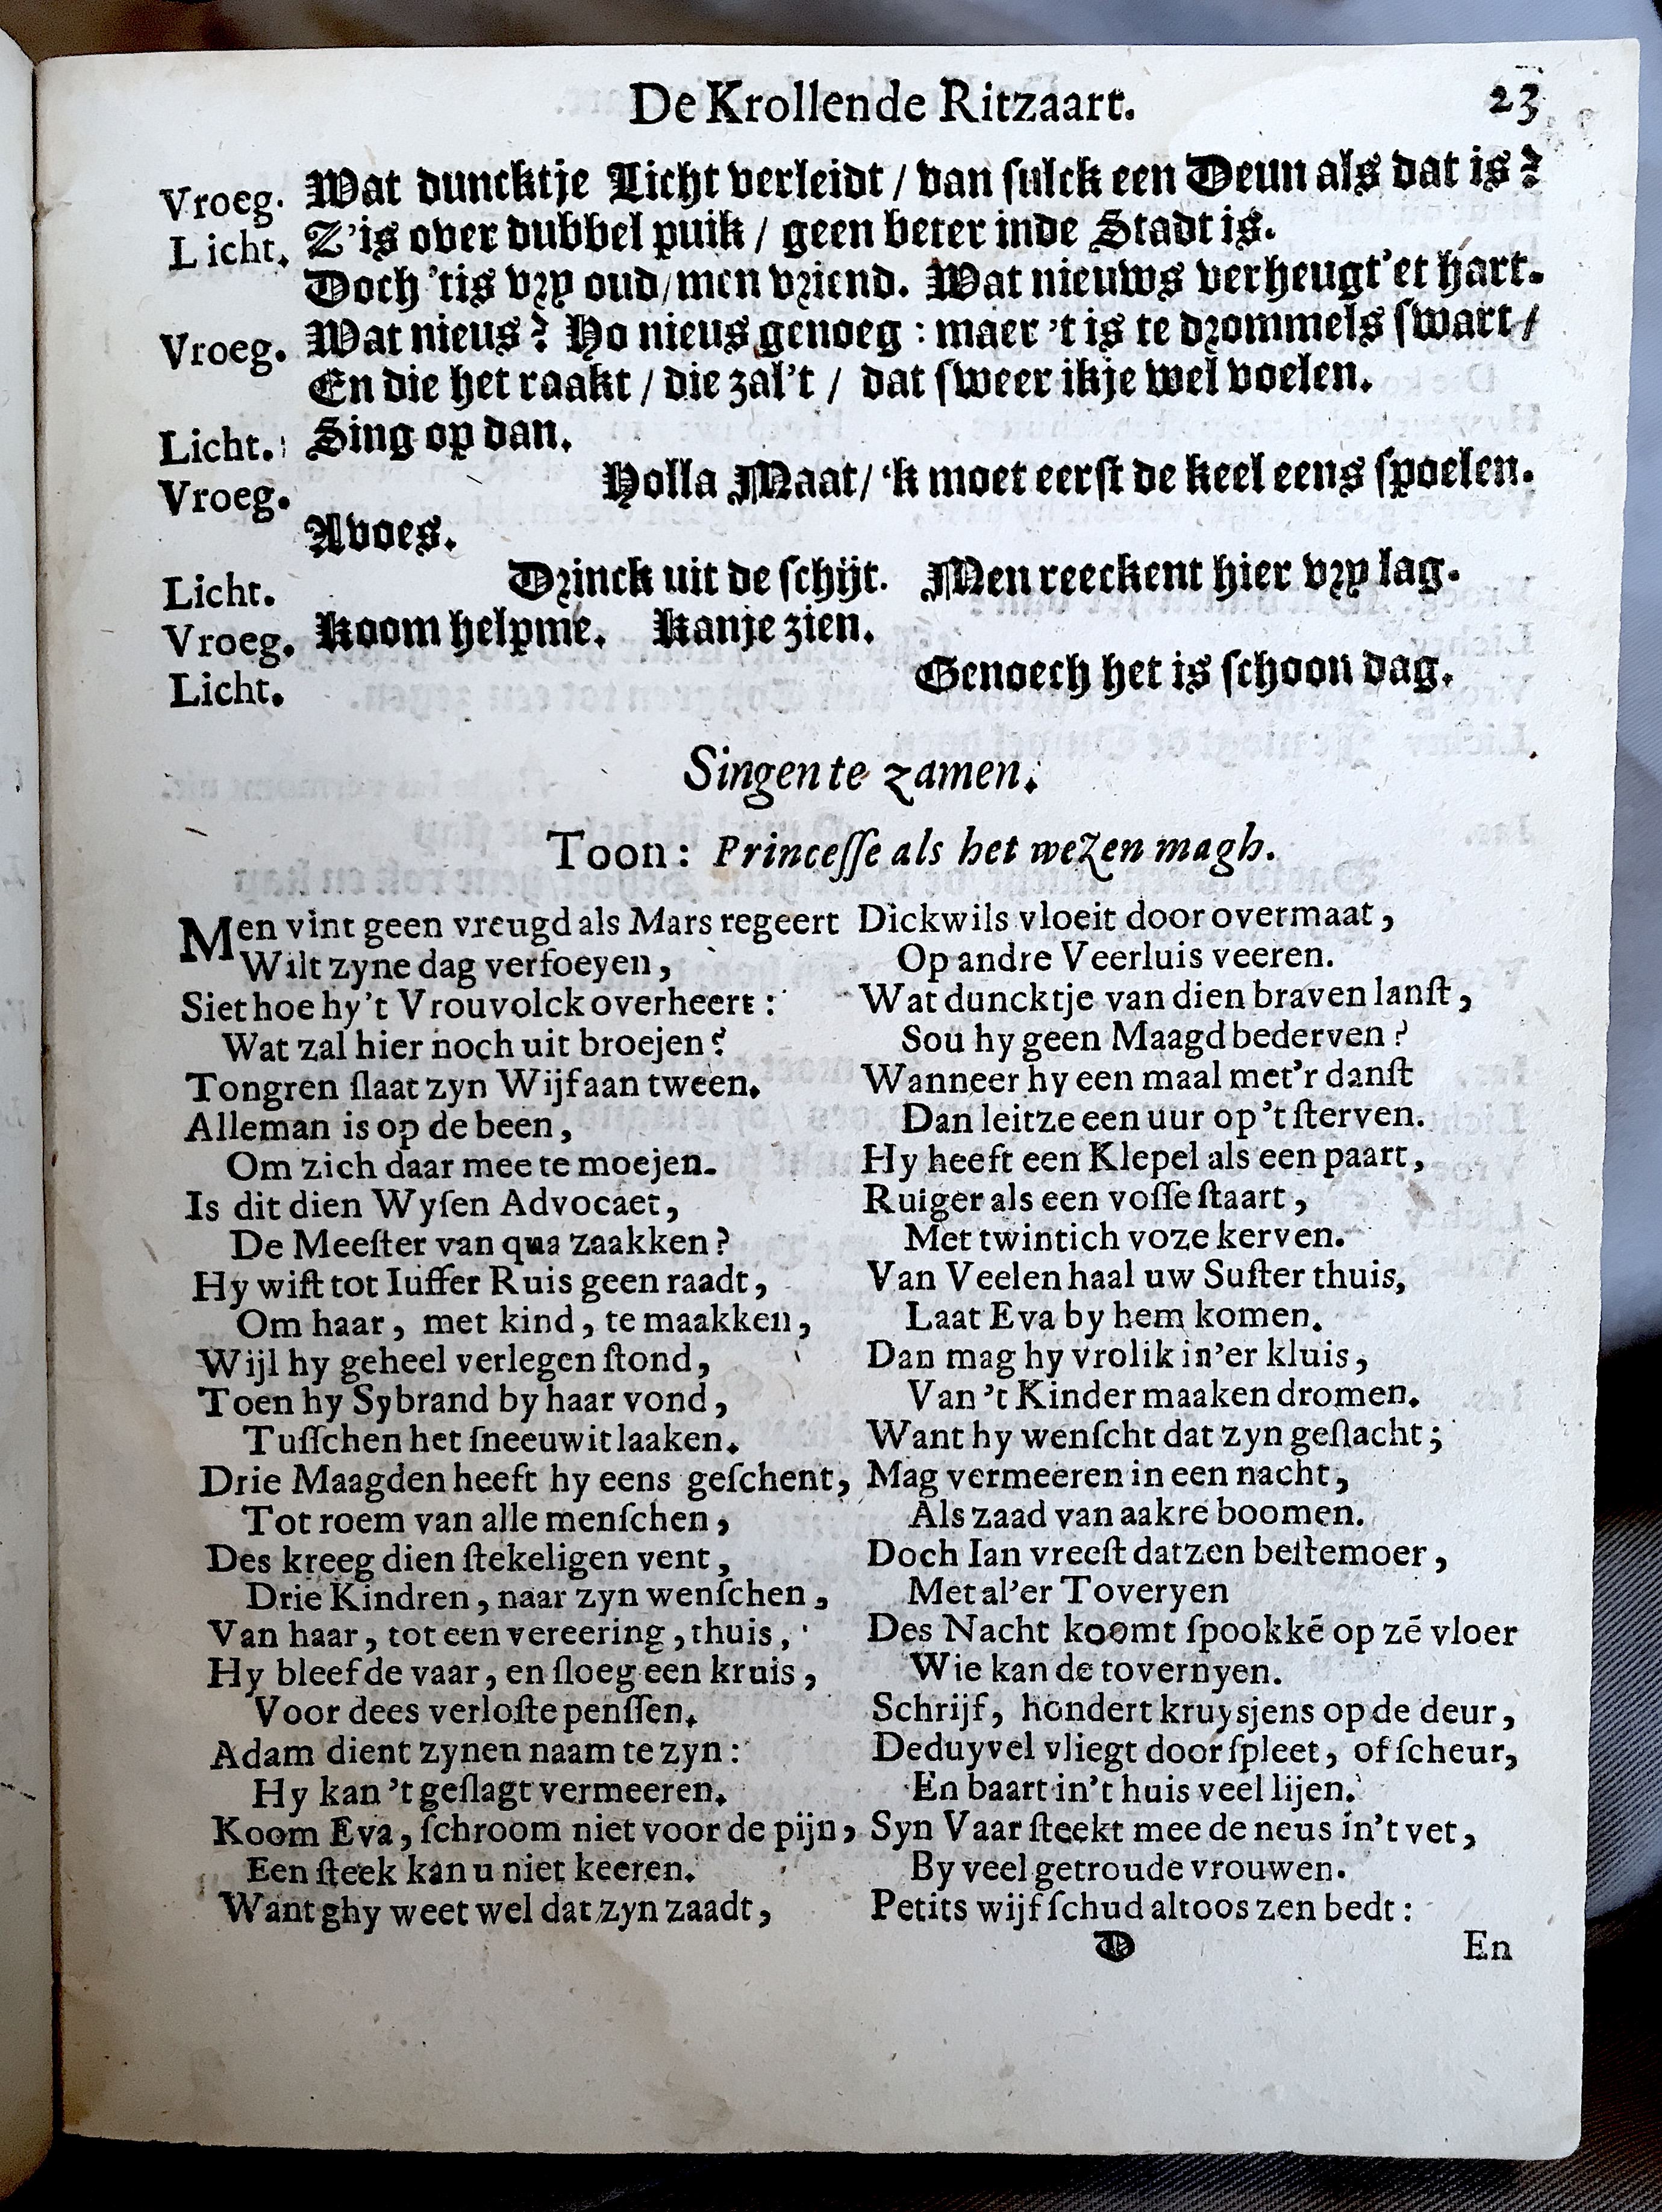 De Krollende Ritzaart. 23
Vroeg. Wat duncktje Licht verleidt / van ſulck een Deun als dat is?
Licht. Z'is over dubbel puik / geen beter inde Stadt is.
Doch 'tis vry oud / men vriend. Wat nieuws verheugt'et hart.
Vroeg. Wat nieus? Ho nieus genoeg : maer 't is te drommels ſwart /
En die het raakt / die zal't / dat ſweer ikje wel voelen.
Licht. Sing op dan.
Vroeg. Holla Maat / 'k moet eerſt de keel eens ſpoelen.
Avoes.
Licht. Drinck uit de ſchijt. Men reeckent hier vry lag.
Vroeg. Koom helpme. Kanje zien.
Licht. Genoech het is ſchoon dag.
Singen te zamen.
Toon: Princeſſe als het wezen magh.
Men vint geen vreugd als Mars regeert
Wilt zyne dag verfoeyen,
Siet hoe hy't Vrouvolck overheert:
Wat zal hier noch uit broejen?
Tongren ſlaat zyn Wijf aan tween.
Alleman is op de been,
Om zich daar mee te moejen.
Is dit dien Wyſen Advocaet,
De Meeſter van qua zaakken?
Hy wiſt tot Iuffer Ruis geen raadt,
Om haar, met kind, te maakken,
Wijl hy geheel verlegen ſtond,
Toen hy Sybrand by haar vond,
Tuſſchen het ſneeuwit laaken.
Drie Maagden heeft hy eens geſchent,
Tot roem van alle menſchen,
Des kreeg dien ſtekeligen vent,
Drie Kindren, naar zyn wenſchen,
Van haar, tot een vereering, thuis,
Hy bleef de vaar, en ſloeg een kruis,
Voor dees verloſte penſſen.
Adam dient zynen naam te zyn:
Hy kan 't geſlagt vermeeren.
Koom Eva, ſchroom niet voor de pijn,
Een ſteek kan u niet keeren.
Want ghy weet wel dat zyn zaadt,
Dickwils vloeit door overmaat,
Op andre Veerluis veeren.
Wat duncktje van dien braven lanſt,
Sou hy geen Maagd bederven?
Wanneer hy een maal met'r danſt
Dan leitze een uur op 't ſterven.
Hy heeft een Klepel als een paart,
Ruiger als een voſſe ſtaart,
Met twintich voze kerven.
Van Veelen haal uw Suſter thuis,
Laat Eva by hem komen.
Dan mag hy vrolik in'er kluis,
Van 't Kinder maaken dromen.
Want hy wenſcht dat zyn geſlacht;
Mag vermeeren in een nacht,
Als zaad van aakre boomen.
Doch Ian vreeſt datzen beſtemoer,
Met al'er Toveryen
Des Nacht koomt ſpookkē op zē vloer
Wie kan de tovernyen.
Schrijf, hondert kruysjens op de deur,
Deduyvel vliegt door ſpleet, of ſcheur,
En baart in't huis veel lijen.
Syn Vaar ſteekt mee de neus in't vet,
By veel getroude vrouwen.
Petits wijf ſchud altoos zen bedt:
D En